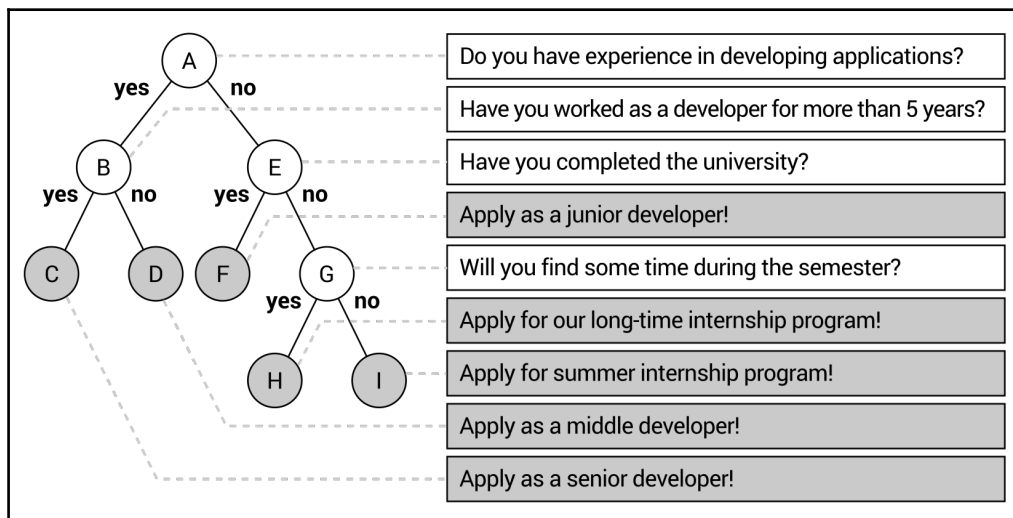 A
Do you have experience in developing applications?
yes
no
Have you worked as a developer for more than 5 years?
B
E
Have you completed the university?
yes
no
yes
no
Apply as a junior developer!
C
D
F
G
Will you find some time during the semester?
yes
no
Apply for our long-time internship program!
H
I
Apply for summer internship program!
Apply as a middle developer!
Apply as a senior developer!